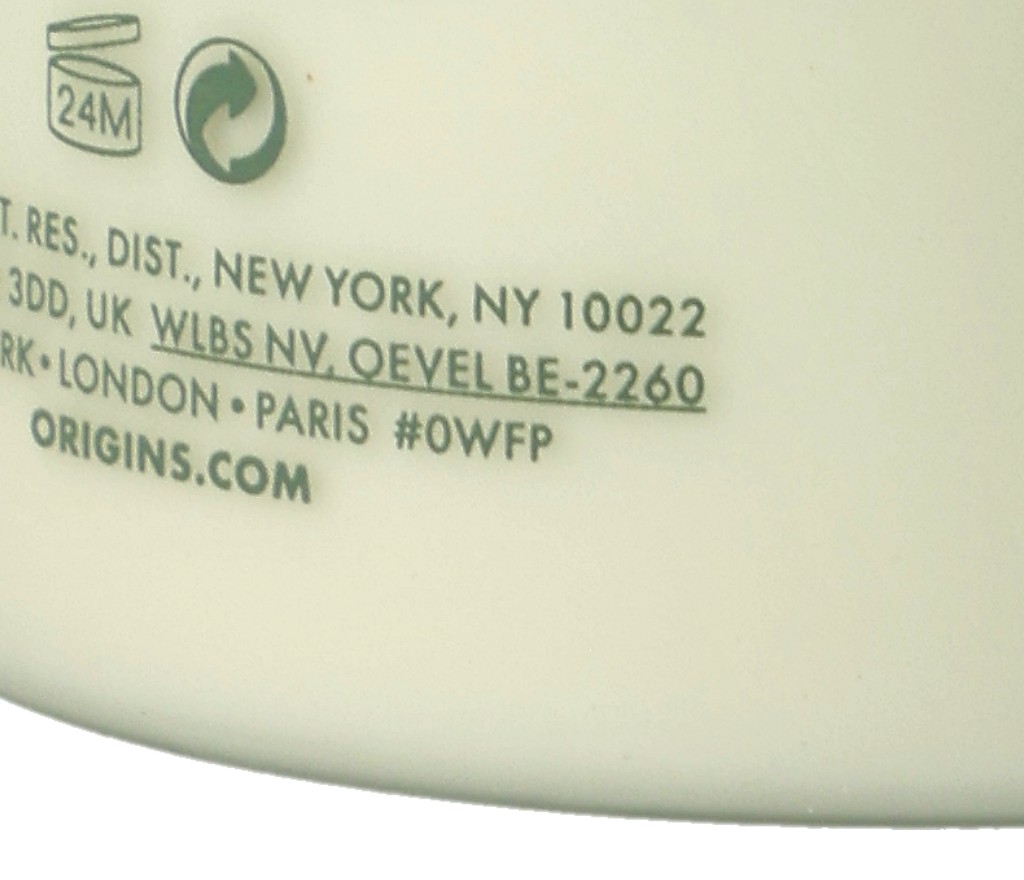 24M
T. RES., DIST., NEW YORK, NY 10022
3DD, UK WLBS NV, OEVEL BE-2260
RK • LONDON • PARIS #0WFP
ORIGINS.COM